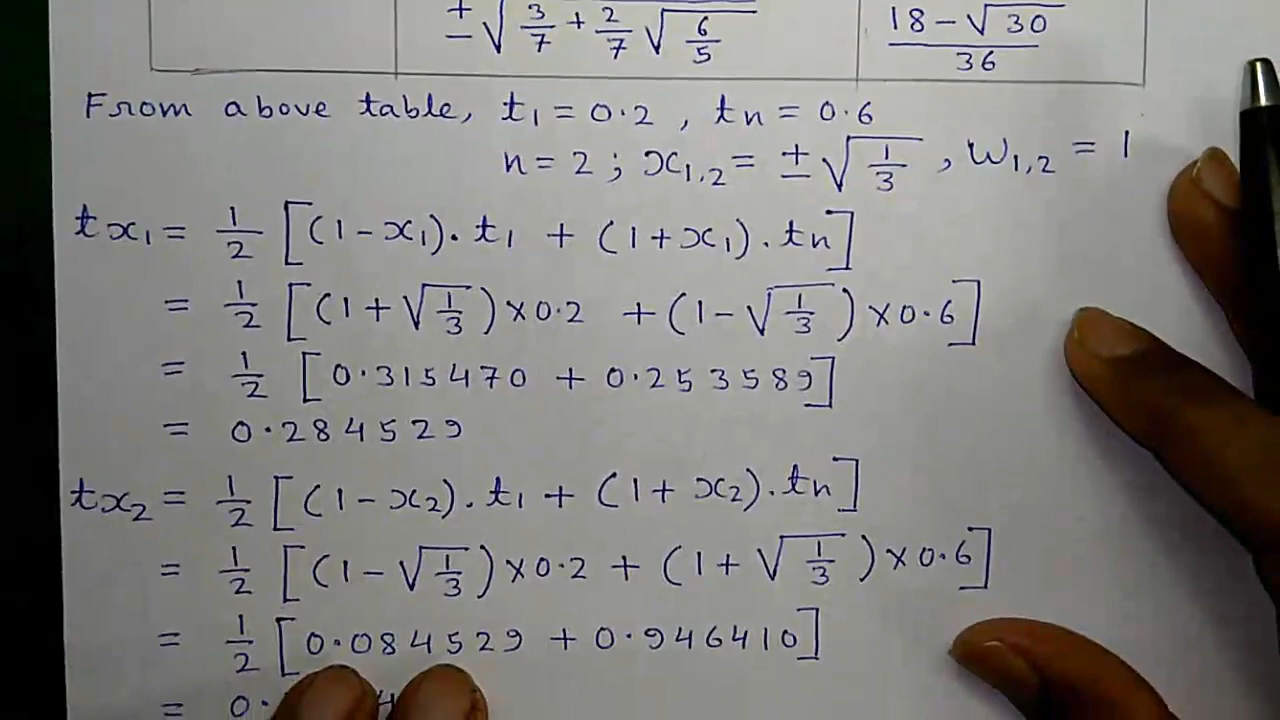 ± √(3/7 + 2/7 √(6/5))   (18 - √30)/36
From above table, t1 = 0.2 , tn = 0.6
n = 2 ; x1,2 = ± √(1/3) , W1,2 = 1
tx1 = 1/2 [(1-x1). t1 + (1+x1). tn]
= 1/2 [(1+√(1/3))×0.2 + (1-√(1/3))×0.6]
= 1/2 [0.315470 + 0.253589]
= 0.284529
tx2 = 1/2 [(1-x2). t1 + (1+x2). tn]
= 1/2 [(1-√(1/3))×0.2 + (1+√(1/3))×0.6]
= 1/2 [0.084529 + 0.946410]
= 0.